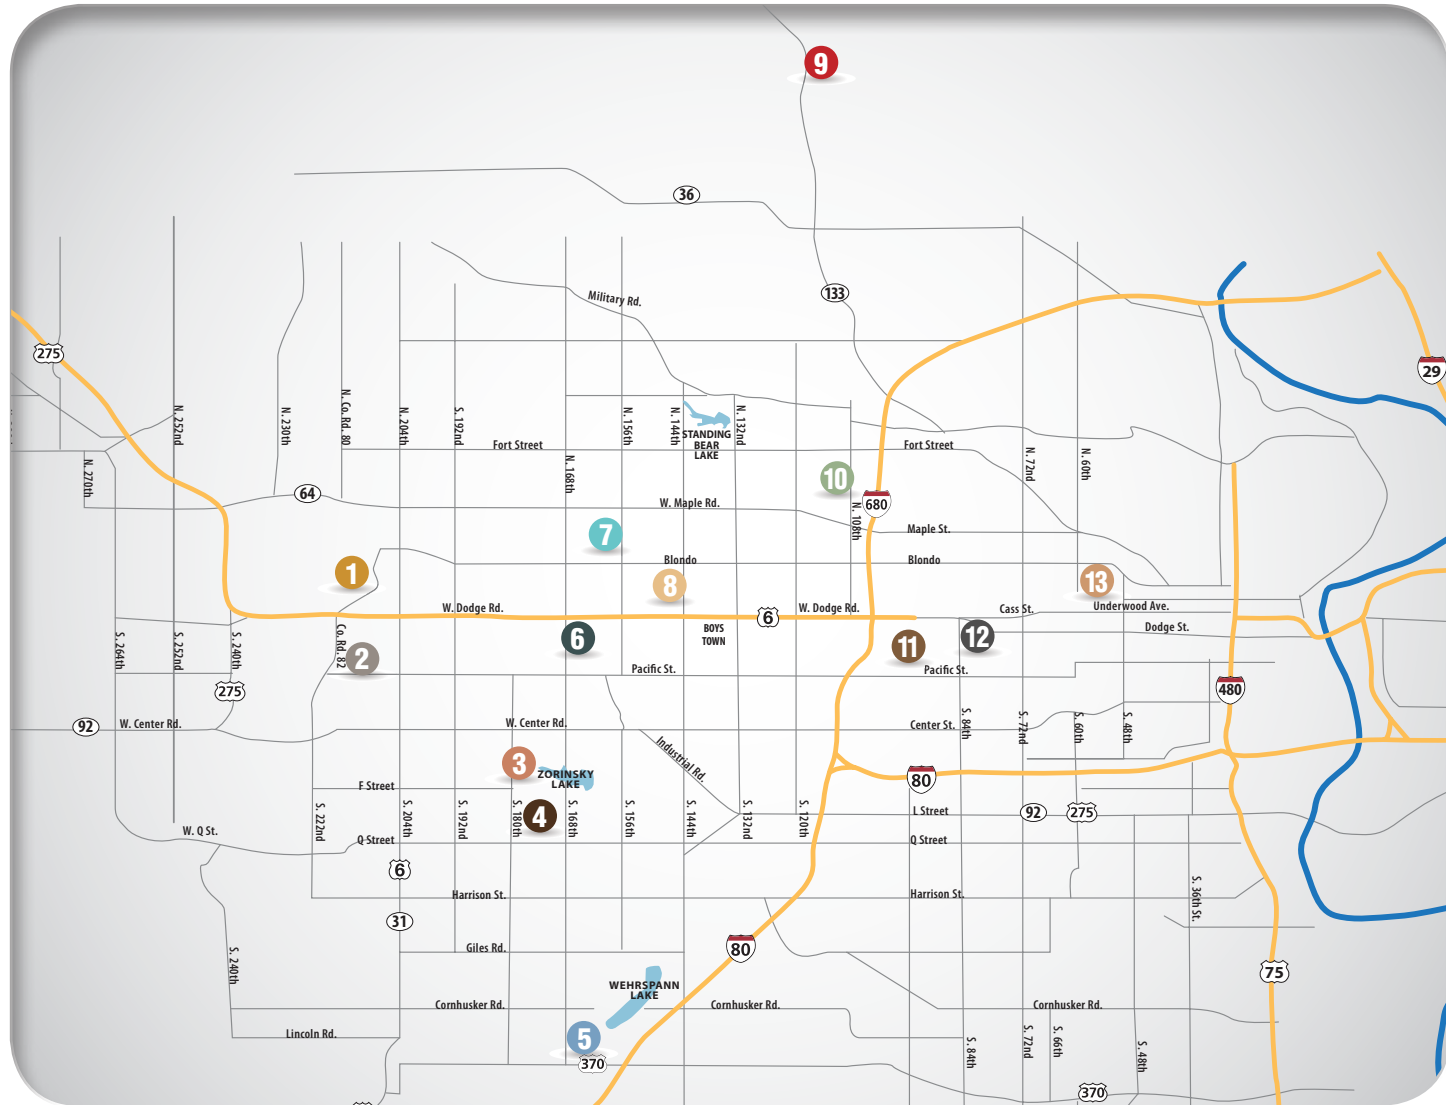 9
36
133
275
29
Military Rd.
N. 252nd
N. 230th
N. Co. Rd. 80
N. 204th
S. 192nd
N. 156th
N. 144th
N. 132nd
STANDING
BEAR
LAKE
Fort Street
Fort Street
N. 270th
N. 168th
N. 72nd
N. 60th
10
64
W. Maple Rd.
680
N. 108th
Maple St.
7
Blondo
Blondo
1
8
13
W. Dodge Rd.
W. Dodge Rd.
6
Cass St.
Underwood Ave.
Dodge St.
BOYS
TOWN
6
12
11
S. 264th
S. 252nd
S. 240th
Co. Rd. 82
2
Pacific St.
Pacific St.
275
480
92
W. Center Rd.
W. Center Rd.
Center St.
S. 84th
S. 72nd
S. 60th
S. 48th
Industrial Rd.
3
ZORINSKY
LAKE
80
F Street
S. 222nd
S. 204th
S. 192nd
S. 180th
4
S. 168th
S. 156th
S. 144th
S. 132nd
S. 120th
L Street
92
275
W. Q St.
Q Street
Q Street
6
Harrison St.
Harrison St.
S. 36th St.
31
Giles Rd.
80
S. 240th
75
WEHRSPANN
LAKE
Cornhusker Rd.
Cornhusker Rd.
Cornhusker Rd.
Lincoln Rd.
5
370
S. 84th
S. 72nd
S. 66th
S. 48th
370